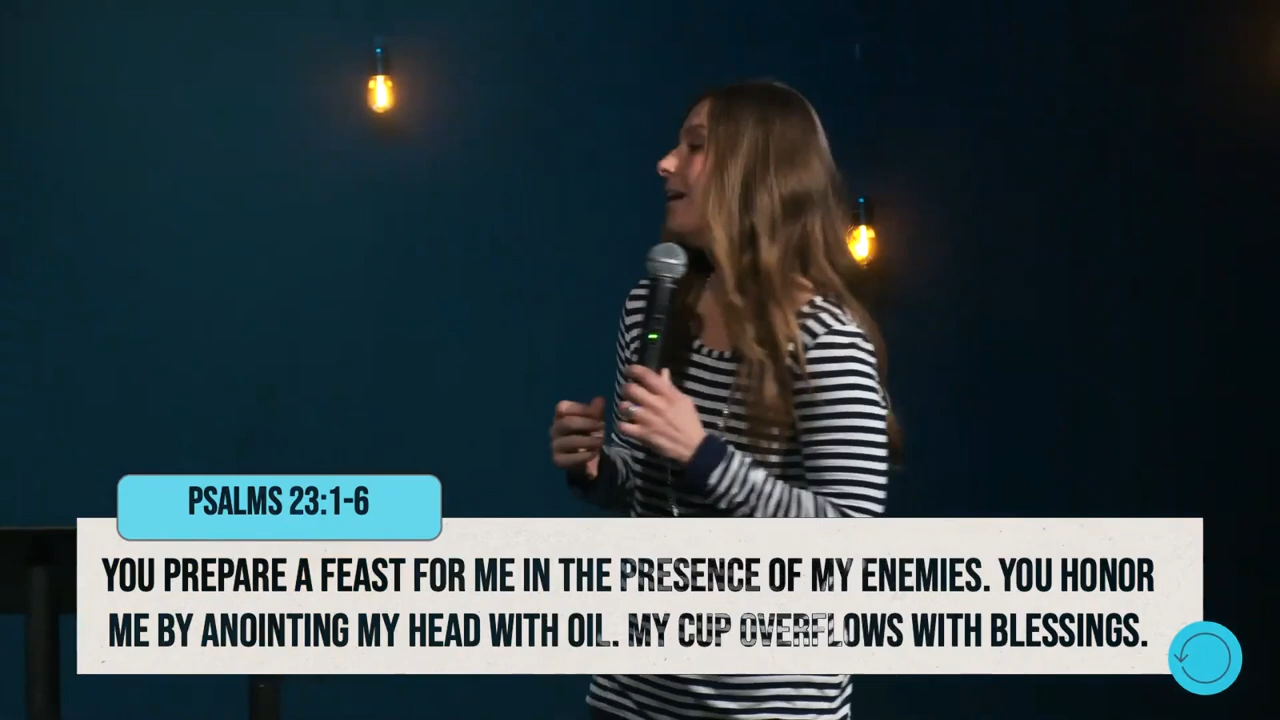 PSALMS 23:1-6
YOU PREPARE A FEAST FOR ME IN THE PRESENCE OF MY ENEMIES. YOU HONOR
ME BY ANOINTING MY HEAD WITH OIL. MY CUP OVERFLOWS WITH BLESSINGS.